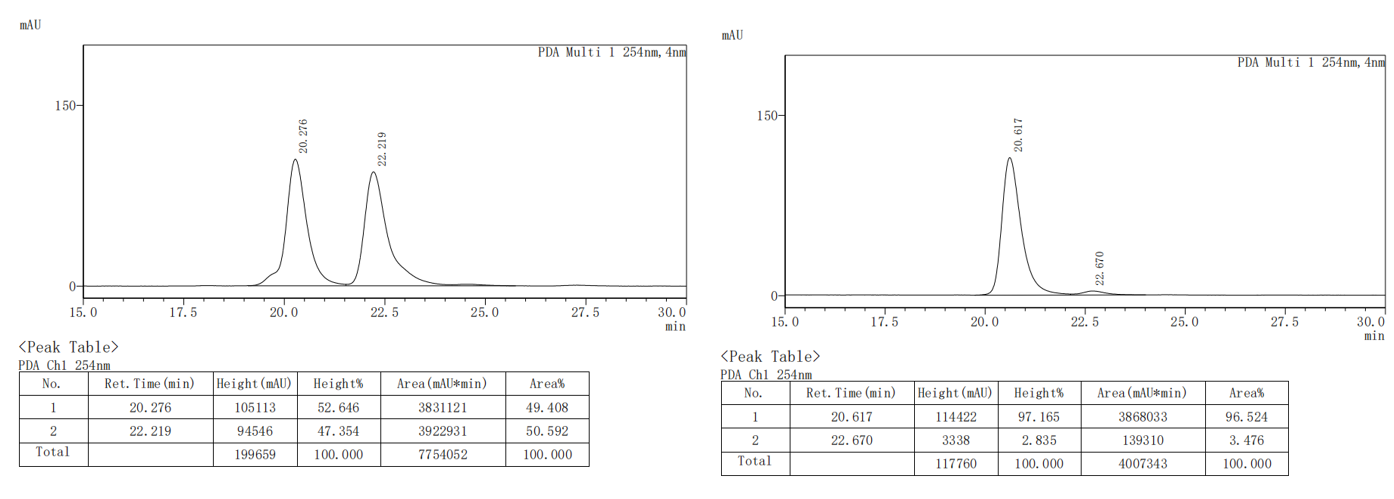 mAU
PDA Multi 1 254nm,4nm
150
20.276
22.219
0
15.0 17.5 20.0 22.5 25.0 27.5 30.0
min
<Peak Table>
PDA Ch1 254nm
No. Ret.Time(min) Height(mAU) Height% Area(mAU*min) Area%
1 20.276 105113 52.646 3831121 49.408
2 22.219 94546 47.354 3922931 50.592
Total 199659 100.000 7754052 100.000
mAU
PDA Multi 1 254nm,4nm
150
20.617
22.670
0
15.0 17.5 20.0 22.5 25.0 27.5 30.0
min
<Peak Table>
PDA Ch1 254nm
No. Ret.Time(min) Height(mAU) Height% Area(mAU*min) Area%
1 20.617 114422 97.165 3868033 96.524
2 22.670 3338 2.835 139310 3.476
Total 117760 100.000 4007343 100.000